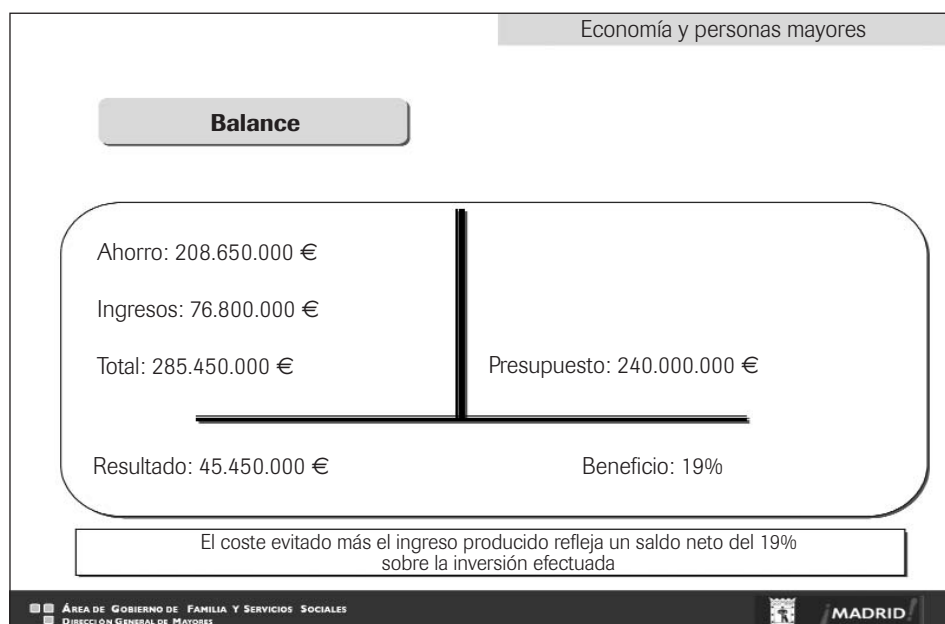 Economía y personas mayores
Balance
Ahorro: 208.650.000 €
Ingresos: 76.800.000 €
Total: 285.450.000 €
Presupuesto: 240.000.000 €
Resultado: 45.450.000 €
Beneficio: 19%
El coste evitado más el ingreso producido refleja un saldo neto del 19%
sobre la inversión efectuada
ÁREA DE GOBIERNO DE FAMILIA Y SERVICIOS SOCIALES
DIRECCIÓN GENERAL DE MAYORES
¡MADRID!